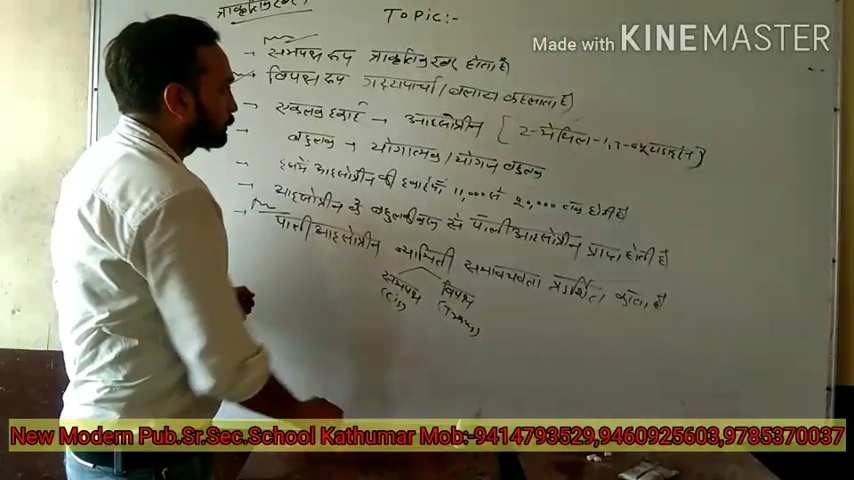 प्राकृतिक रबर
Topic:-
Made with KINEMASTER
→ समपक्ष रूप प्राकृतिक रबर होता है
→ विपक्ष रूप गट्टापार्चा / बलाटा कहलाता है
→ एकलक इकाई → आइसोप्रीन [ 2-मेथिल-1,3-ब्यूटाडाईन ]
→ बहुलक → योगात्मक / योगज बहुलक
→ इसमें आइसोप्रीन की इकाईयाँ 11,000 से 20,000 तक होती है
→ आइसोप्रीन के बहुलकीकरण से पॉलीआइसोप्रीन प्राप्त होती है
→ पॉलीआइसोप्रीन ज्यामिती समावयवता प्रदर्शित करता है
समपक्ष विपक्ष
(Cis) (Trans)
New Modern Pub.Sr.Sec.School Kathumar Mob:-9414793529,9460925603,9785370037